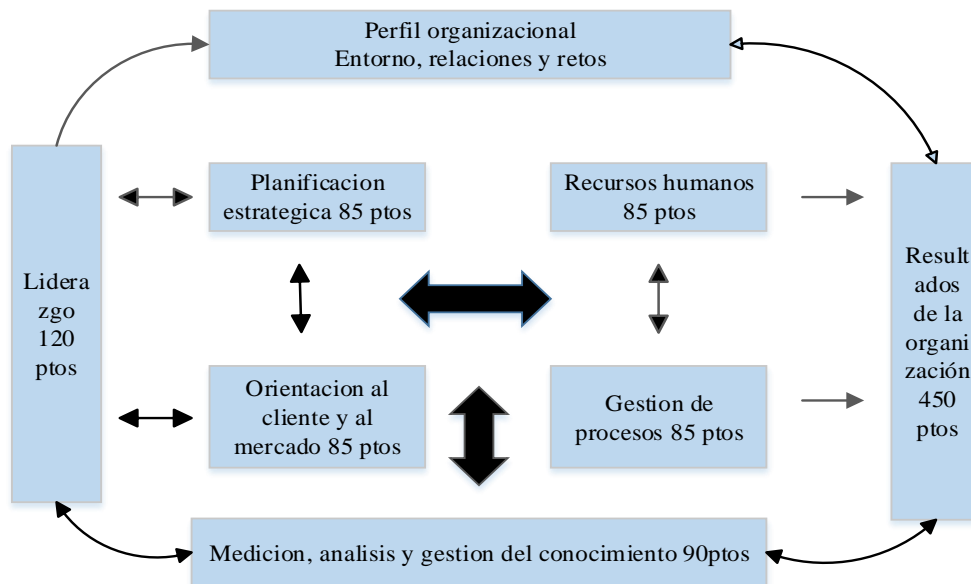 Perfil organizacional
Entorno, relaciones y retos
Planificacion
estrategica 85 ptos
Recursos humanos
85 ptos
Lidera
zgo
120
ptos
Result
ados
de la
organi
zación
450
ptos
Orientacion al
cliente y al
mercado 85 ptos
Gestion de
procesos 85 ptos
Medicion, analisis y gestion del conocimiento 90ptos